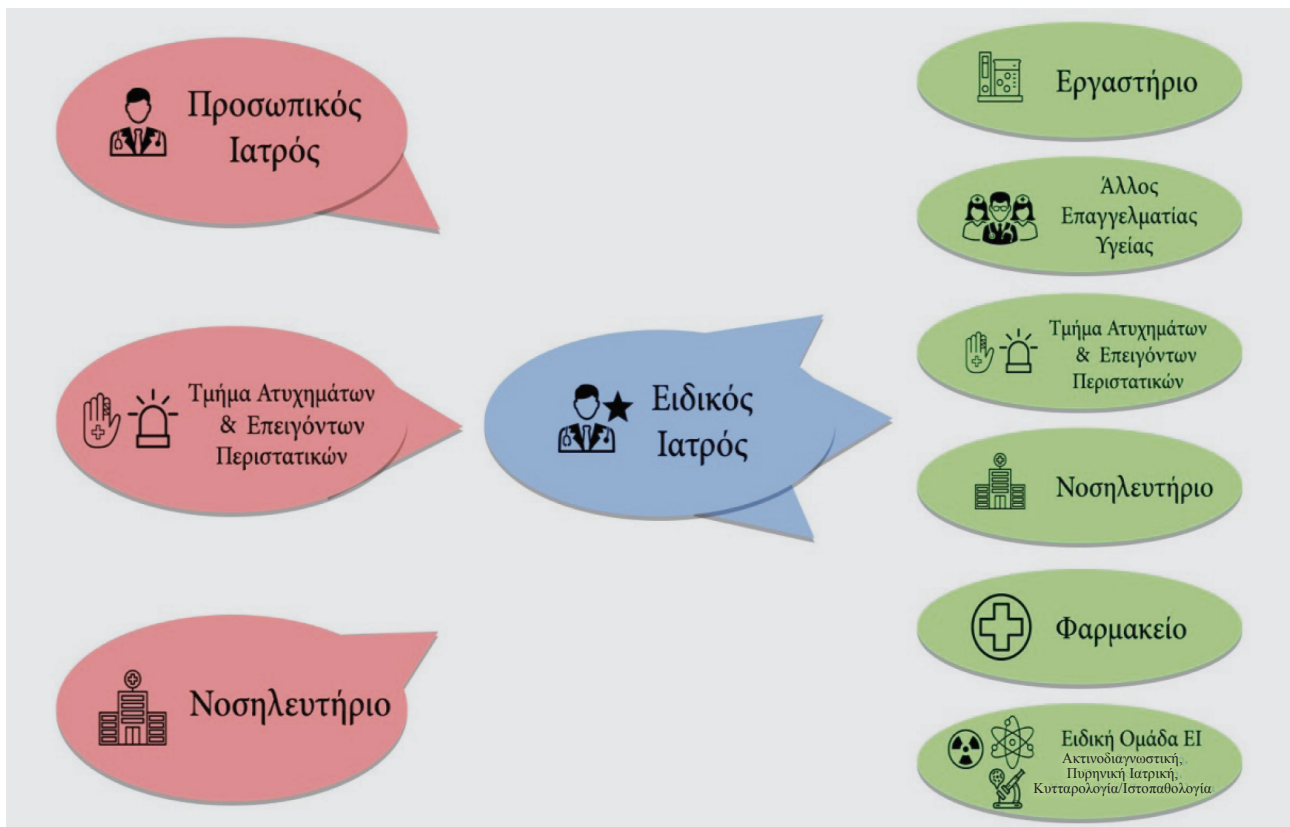 Προσωπικός
Ιατρός
Τμήμα Ατυχημάτων
& Επειγόντων
Περιστατικών
Νοσηλευτήριο
Ειδικός
Ιατρός
Εργαστήριο
Άλλος
Επαγγελματίας
Υγείας
Τμήμα Ατυχημάτων
& Επειγόντων
Περιστατικών
Νοσηλευτήριο
Φαρμακείο
Ειδική Ομάδα ΕΙ
Ακτινοδιαγνωστική,
Πυρηνική Ιατρική,
Κυτταρολογία/Ιστοπαθολογία